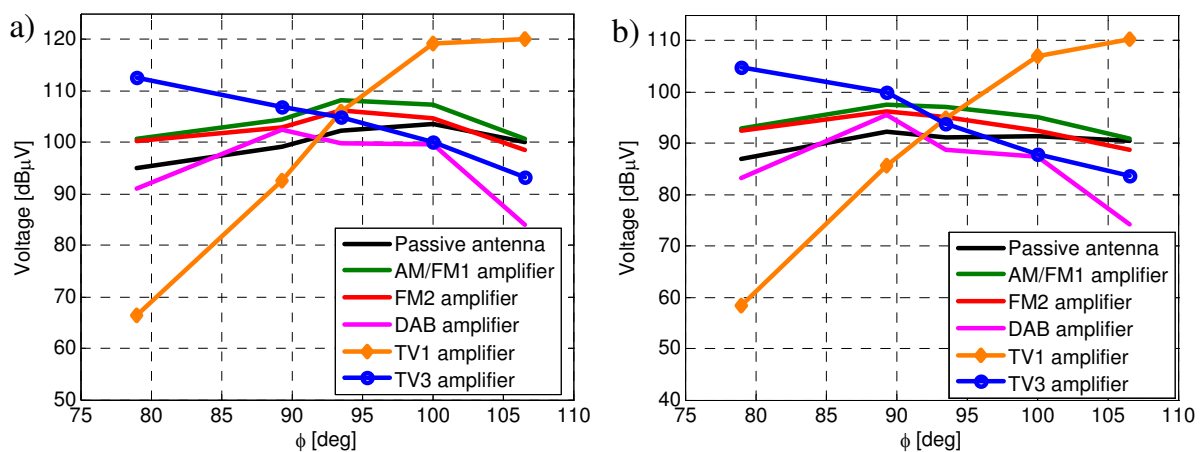 a)
Voltage [dBµV]
120
110
100
90
80
70
60
50
75 80 85 90 95 100 105 110
ϕ [deg]
Passive antenna
AM/FM1 amplifier
FM2 amplifier
DAB amplifier
TV1 amplifier
TV3 amplifier
b)
Voltage [dBµV]
110
100
90
80
70
60
50
40
75 80 85 90 95 100 105 110
ϕ [deg]
Passive antenna
AM/FM1 amplifier
FM2 amplifier
DAB amplifier
TV1 amplifier
TV3 amplifier